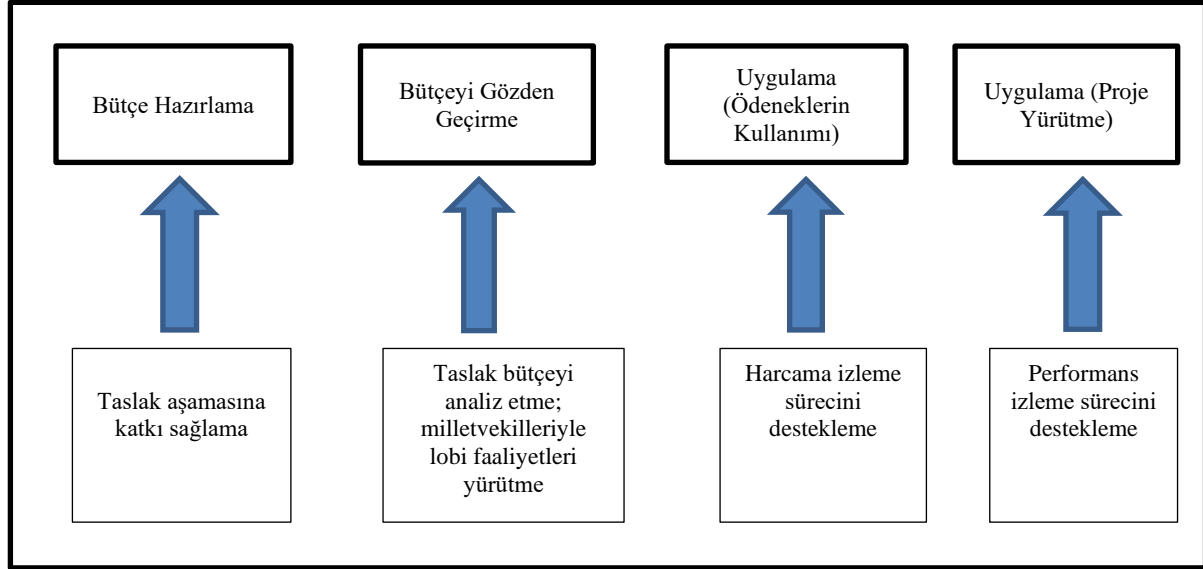 Bütçe Hazırlama
Bütçeyi Gözden
Geçirme
Uygulama
(Ödeneklerin
Kullanımı)
Uygulama (Proje
Yürütme)
Taslak aşamasına
katkı sağlama
Taslak bütçeyi
analiz etme;
milletvekilleriyle
lobi faaliyetleri
yürütme
Harcama izleme
sürecini
destekleme
Performans
izleme sürecini
destekleme